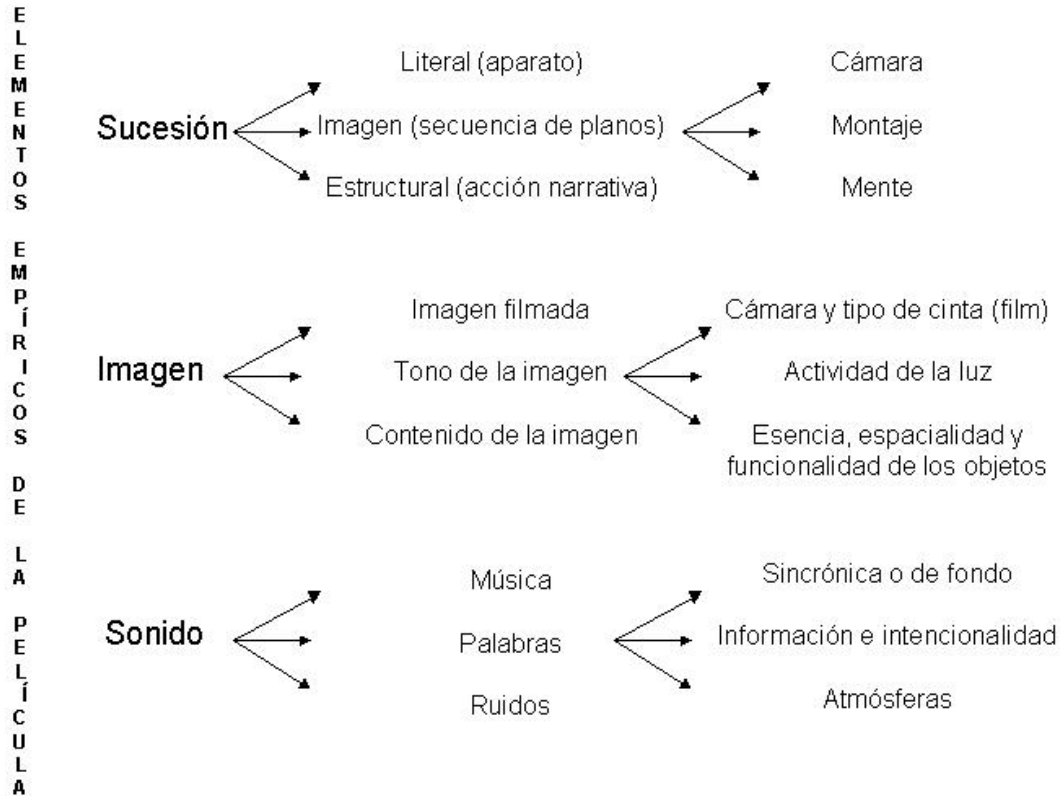 ELEMENTOS EMPÍRICOS DE LA PELÍCULA
Sucesión
Literal (aparato)
Imagen (secuencia de planos)
Estructural (acción narrativa)
Cámara
Montaje
Mente
Imagen
Imagen filmada
Tono de la imagen
Contenido de la imagen
Cámara y tipo de cinta (film)
Actividad de la luz
Esencia, espacialidad y
funcionalidad de los objetos
Sonido
Música
Palabras
Ruidos
Sincrónica o de fondo
Información e intencionalidad
Atmósferas